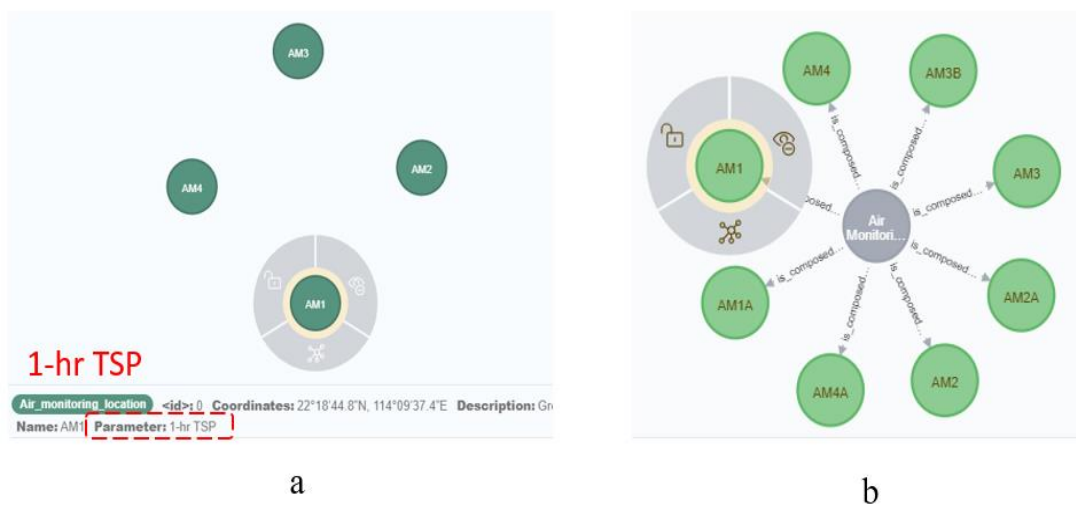 AM3
AM4
AM2
AM1
1-hr TSP
Air_monitoring_location <id>: 0 Coordinates: 22°18'44.8"N, 114°09'37.4"E Description: Gr
Name: AM1 Parameter: 1-hr TSP
a
AM4
AM3B
AM1
AM3
Air
Monitori...
AM1A
AM2A
AM4A
AM2
is_composed...
is_composed...
is_composed...
posed...
is_composed...
is_composed...
is_composed...
is_composed...
b